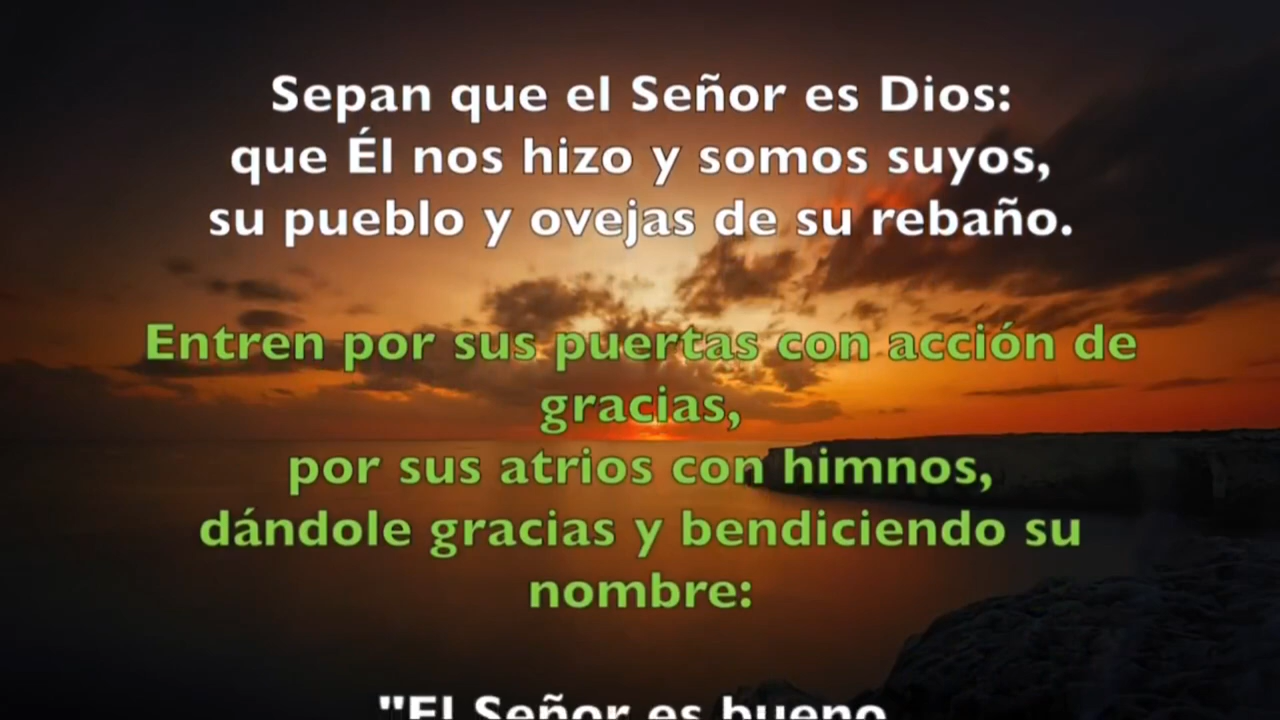 Sepan que el Señor es Dios:
que Él nos hizo y somos suyos,
su pueblo y ovejas de su rebaño.
Entren por sus puertas con acción de
gracias,
por sus atrios con himnos,
dándole gracias y bendiciendo su
nombre:
"El Señor es bueno